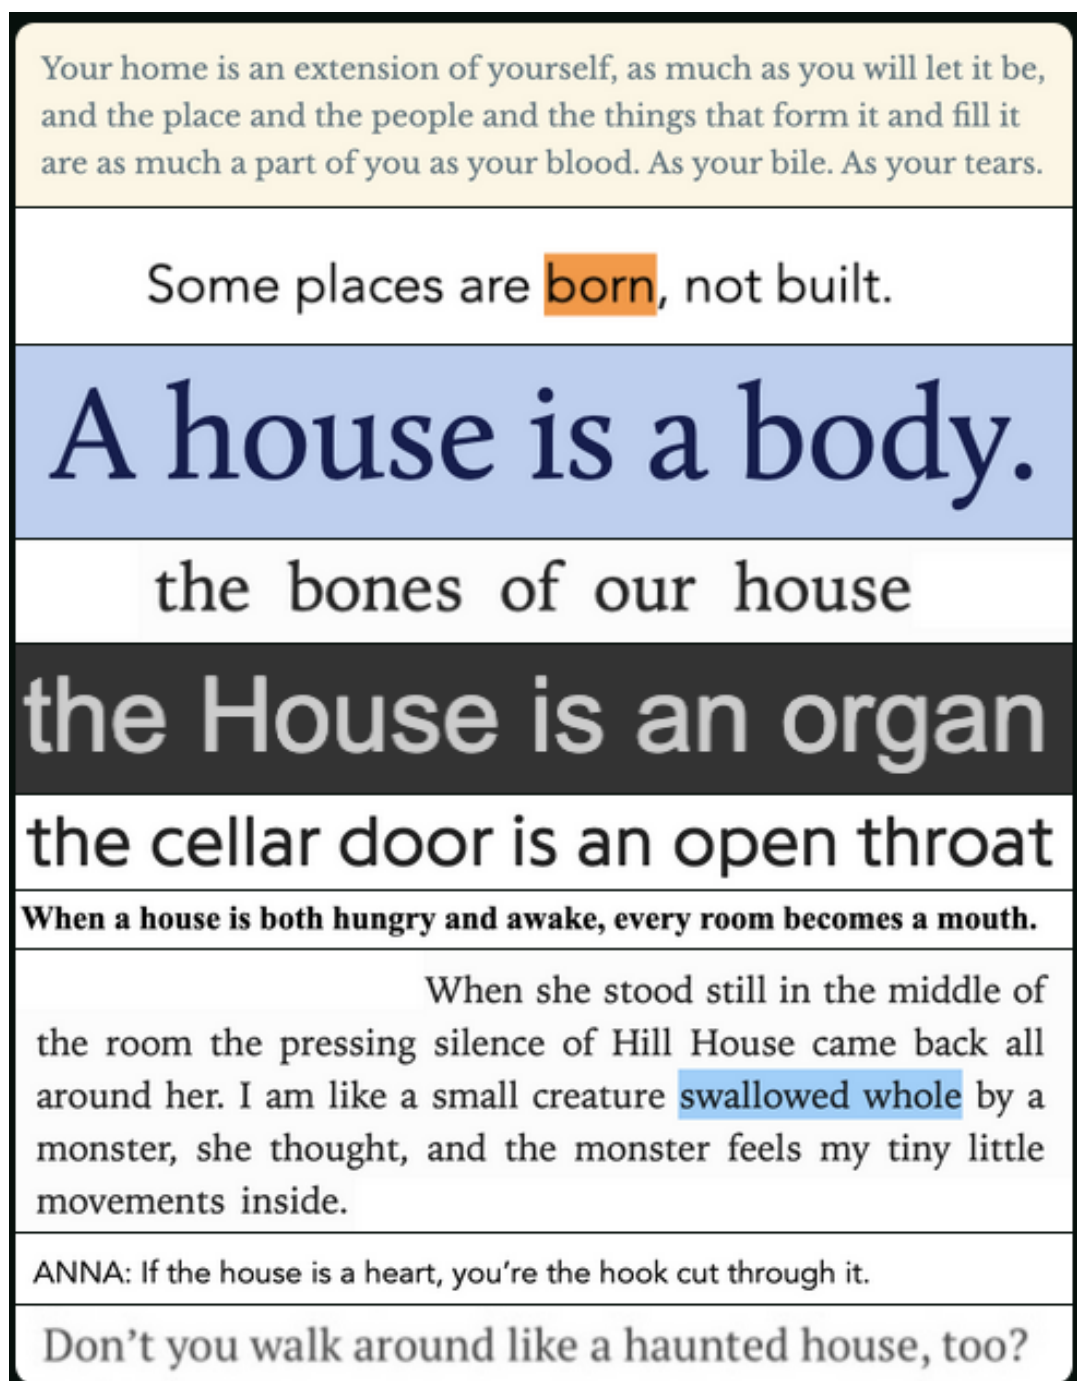 Your home is an extension of yourself, as much as you will let it be,
and the place and the people and the things that form it and fill it
are as much a part of you as your blood. As your bile. As your tears.
Some places are born, not built.
A house is a body.
the bones of our house
the House is an organ
the cellar door is an open throat
When a house is both hungry and awake, every room becomes a mouth.
When she stood still in the middle of
the room the pressing silence of Hill House came back all
around her. I am like a small creature swallowed whole by a
monster, she thought, and the monster feels my tiny little
movements inside.
ANNA: If the house is a heart, you’re the hook cut through it.
Don’t you walk around like a haunted house, too?